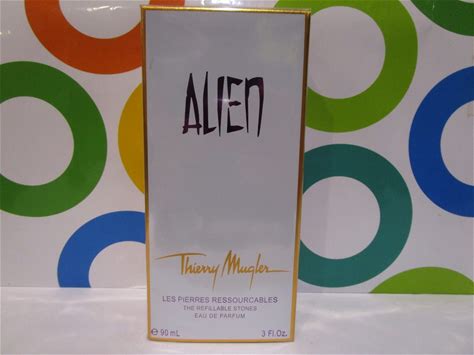 ALIEN
Thierry Mugler
LES PIERRES RESSOURCABLES
THE REFILLABLE STONES
EAU DE PARFUM
℮ 90 mL 3 Fl.Oz.